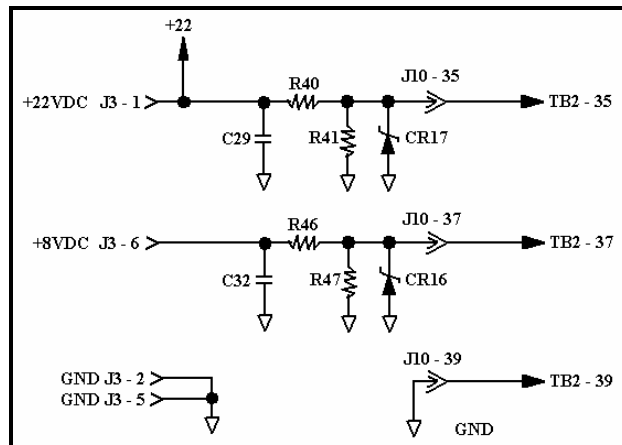 +22
+22VDC J3 - 1
R40
J10 - 35
TB2 - 35
C29
R41
CR17
+8VDC J3 - 6
R46
J10 - 37
TB2 - 37
C32
R47
CR16
GND J3 - 2
GND J3 - 5
J10 - 39
TB2 - 39
GND